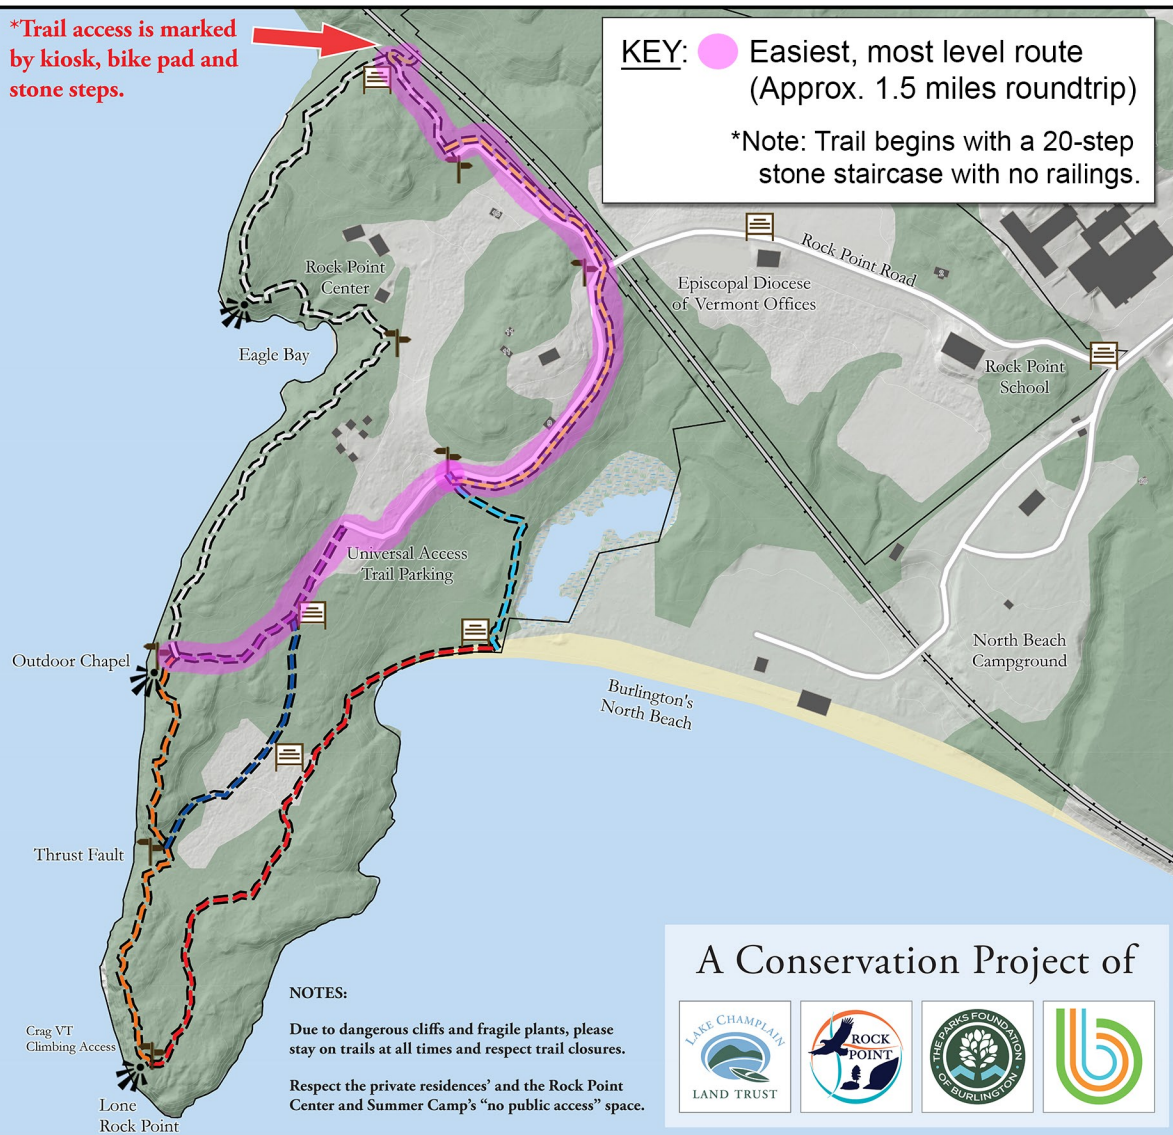 *Trail access is marked
by kiosk, bike pad and
stone steps.
KEY: Easiest, most level route
(Approx. 1.5 miles roundtrip)
*Note: Trail begins with a 20-step
stone staircase with no railings.
Rock Point Road
Episcopal Diocese
of Vermont Offices
Rock Point
Center
Eagle Bay
Rock Point
School
Universal Access
Trail Parking
Outdoor Chapel
North Beach
Campground
Burlington's
North Beach
Thrust Fault
Crag VT
Climbing Access
Lone
Rock Point
NOTES:
Due to dangerous cliffs and fragile plants, please
stay on trails at all times and respect trail closures.
Respect the private residences’ and the Rock Point
Center and Summer Camp’s “no public access” space.
A Conservation Project of
LAKE CHAMPLAIN
LAND TRUST
ROCK
POINT
THE PARKS FOUNDATION
OF BURLINGTON
b